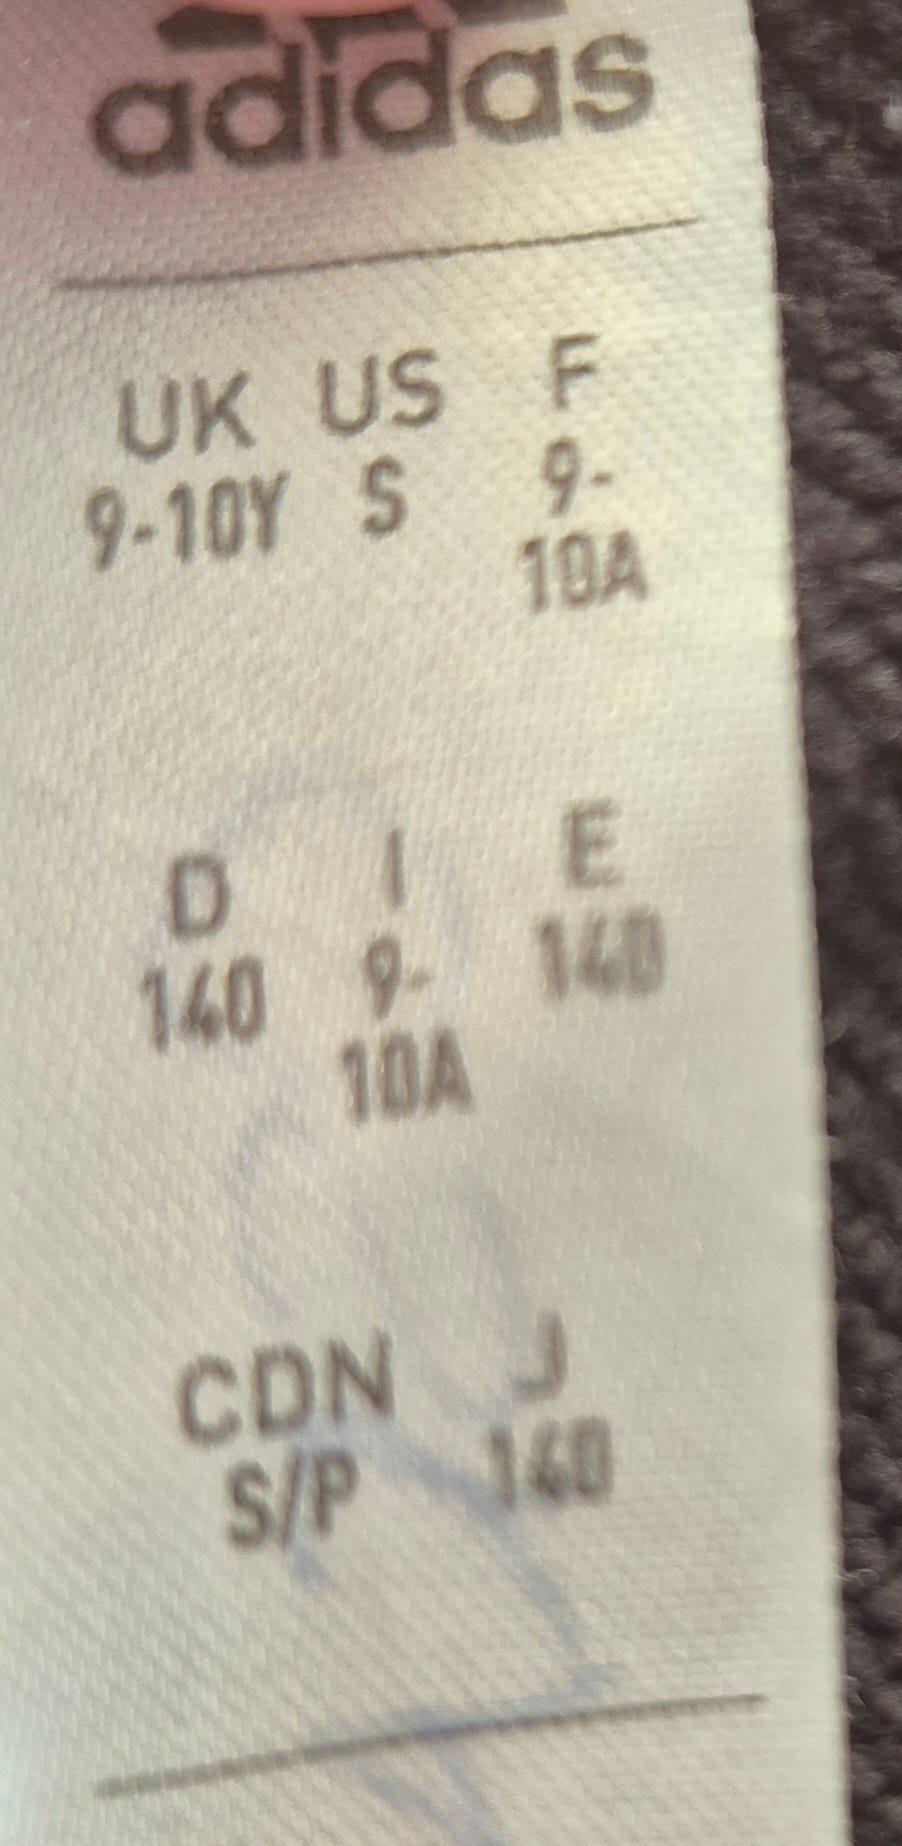 adidas
UK US F
9-10Y S 9-
10A
D I E
140 9- 140
10A
CDN J
S/P 140